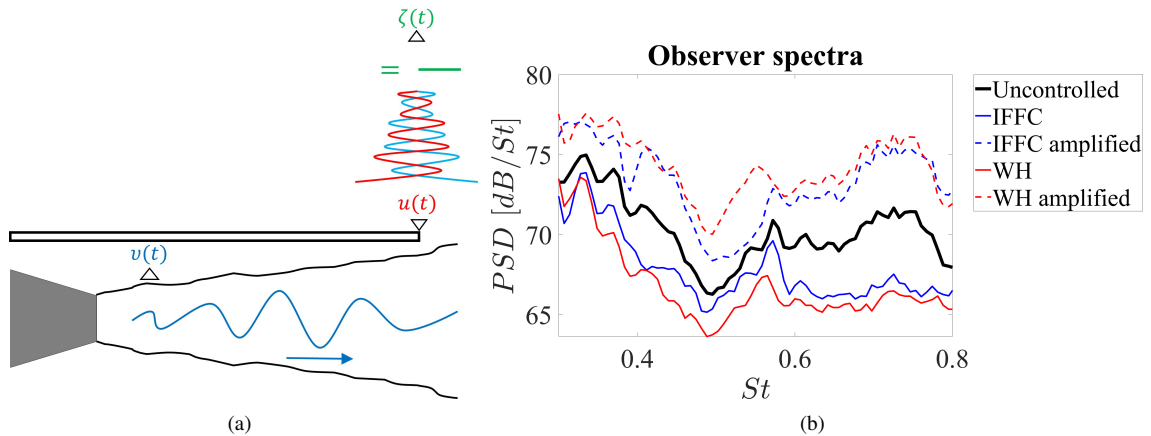 ζ(t)
= —
u(t)
υ(t)
(a)
Observer spectra
PSD [dB/St]
80
75
70
65
0.4
0.6
0.8
St
Uncontrolled
IFFC
IFFC amplified
WH
WH amplified
(b)